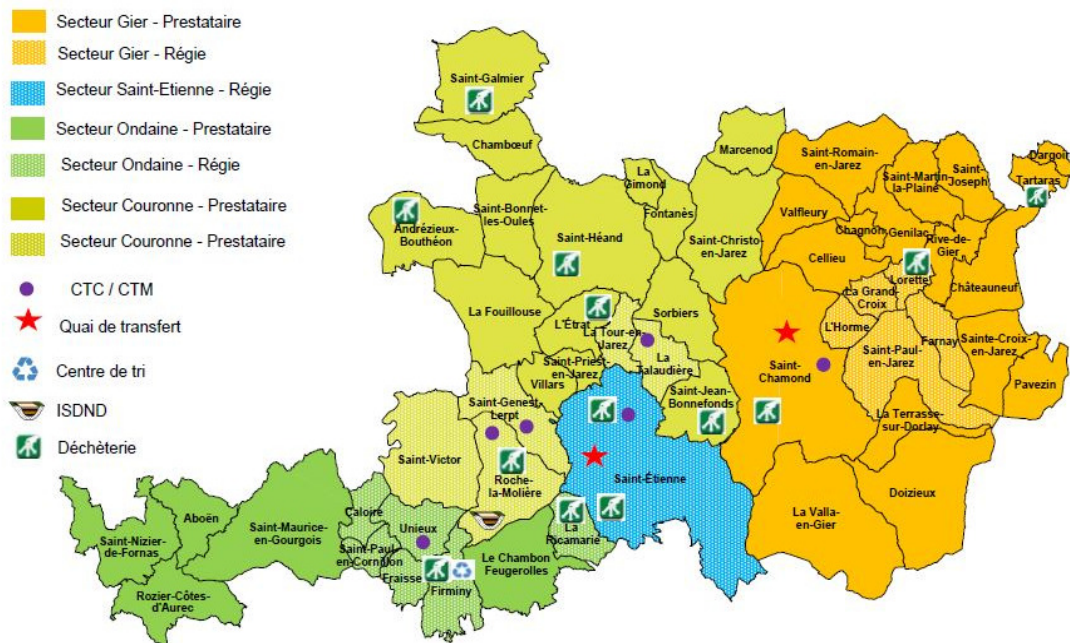 Secteur Gier - Prestataire
Secteur Gier - Régie
Secteur Saint-Etienne - Régie
Secteur Ondaine - Prestataire
Secteur Ondaine - Régie
Secteur Couronne - Prestataire
Secteur Couronne - Prestataire
CTC / CTM
Quai de transfert
Centre de tri
ISDND
Déchèterie
Saint-Galmier
Chambœuf
Marcenod
Saint-Romain-
en-Jarez
Saint-Martin-
la-Plaine
Saint-
Joseph
Dargoir
Tartaras
La
Gimond
Fontanès
Saint-Bonnet-
les-Oules
Andrézieux-
Bouthéon
Saint-Héand
Saint-Christo-
en-Jarez
Valfleury
Chagnon
Genilac
Rive-de-
Gier
Cellieu
Lorette
La Grand-
Croix
Châteauneuf
La Fouillouse
L'Étrat
La Tour-en-
Jarez
Sorbiers
L'Horme
Farnay
Sainte-Croix-
en-Jarez
Saint-Paul-
en-Jarez
Saint-Priest-
en-Jarez
La
Talaudière
Saint-
Chamond
Pavezin
Villars
Saint-Jean-
Bonnefonds
Saint-Genest-
Lerpt
La Terrasse-
sur-Dorlay
Saint-Victor
Roche-
la-Molière
Saint-Étienne
Doizieux
La Valla-
en-Gier
Caloire
Aboën
Saint-Maurice-
en-Gourgois
Unieux
La
Ricamarie
Saint-Nizier-
de-Fornas
Saint-Paul-
en-Cornillon
Le Chambon
Feugerolles
Fraisse
Firminy
Rozier-Côtes-
d'Aurec